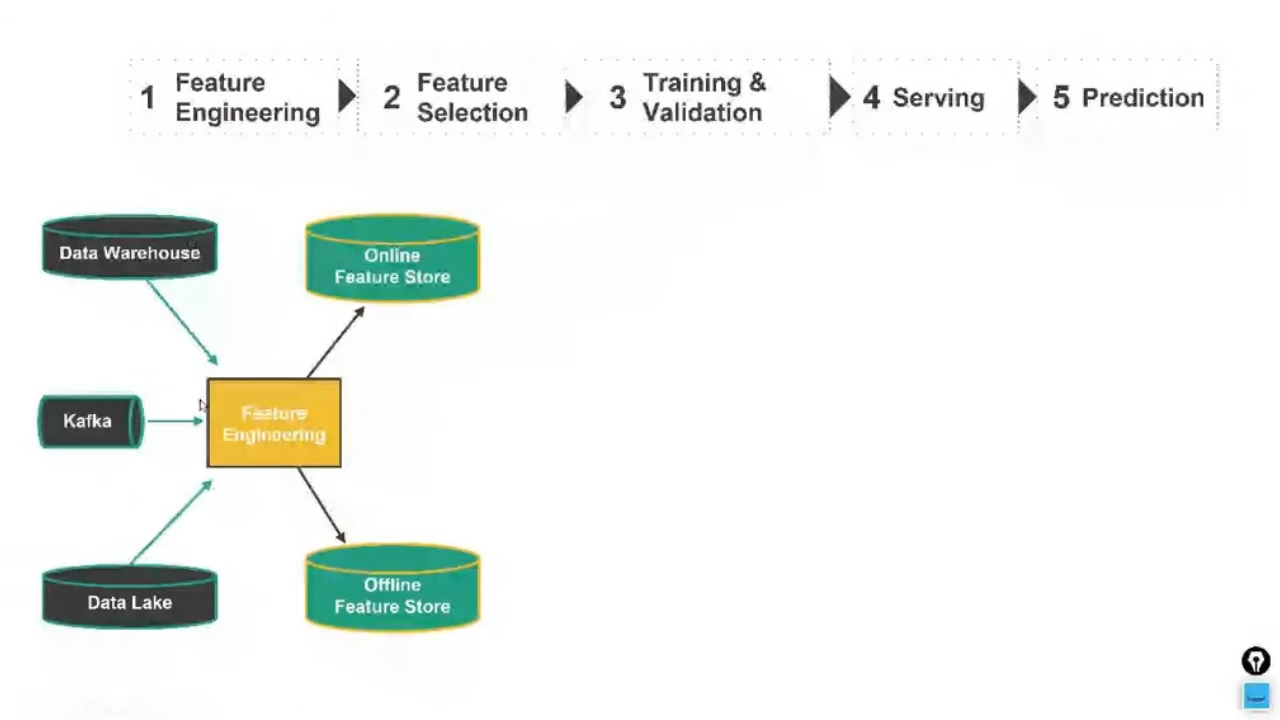 1 Feature
Engineering
2 Feature
Selection
3 Training &
Validation
4 Serving
5 Prediction
Data Warehouse
Online
Feature Store
Kafka
Feature
Engineering
Data Lake
Offline
Feature Store